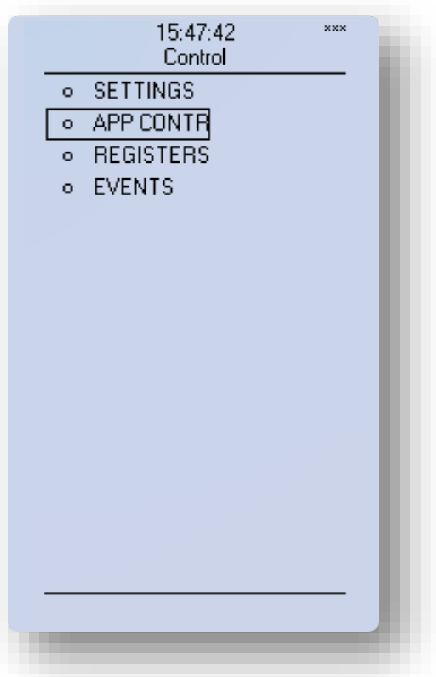 15:47:42 xxx
Control
SETTINGS
APP CONTR
REGISTERS
EVENTS